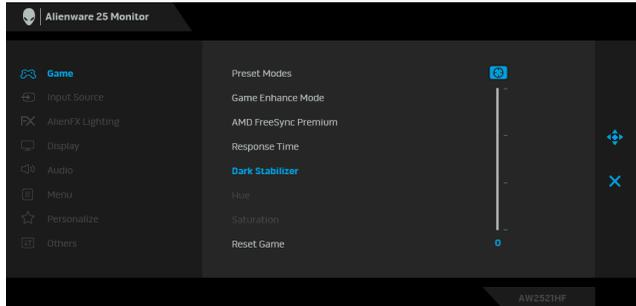 Alienware 25 Monitor
Game
Input Source
AlienFX Lighting
Display
Audio
Menu
Personalize
Others
Preset Modes
Game Enhance Mode
AMD FreeSync Premium
Response Time
Dark Stabilizer
Hue
Saturation
Reset Game
0
AW2521HF